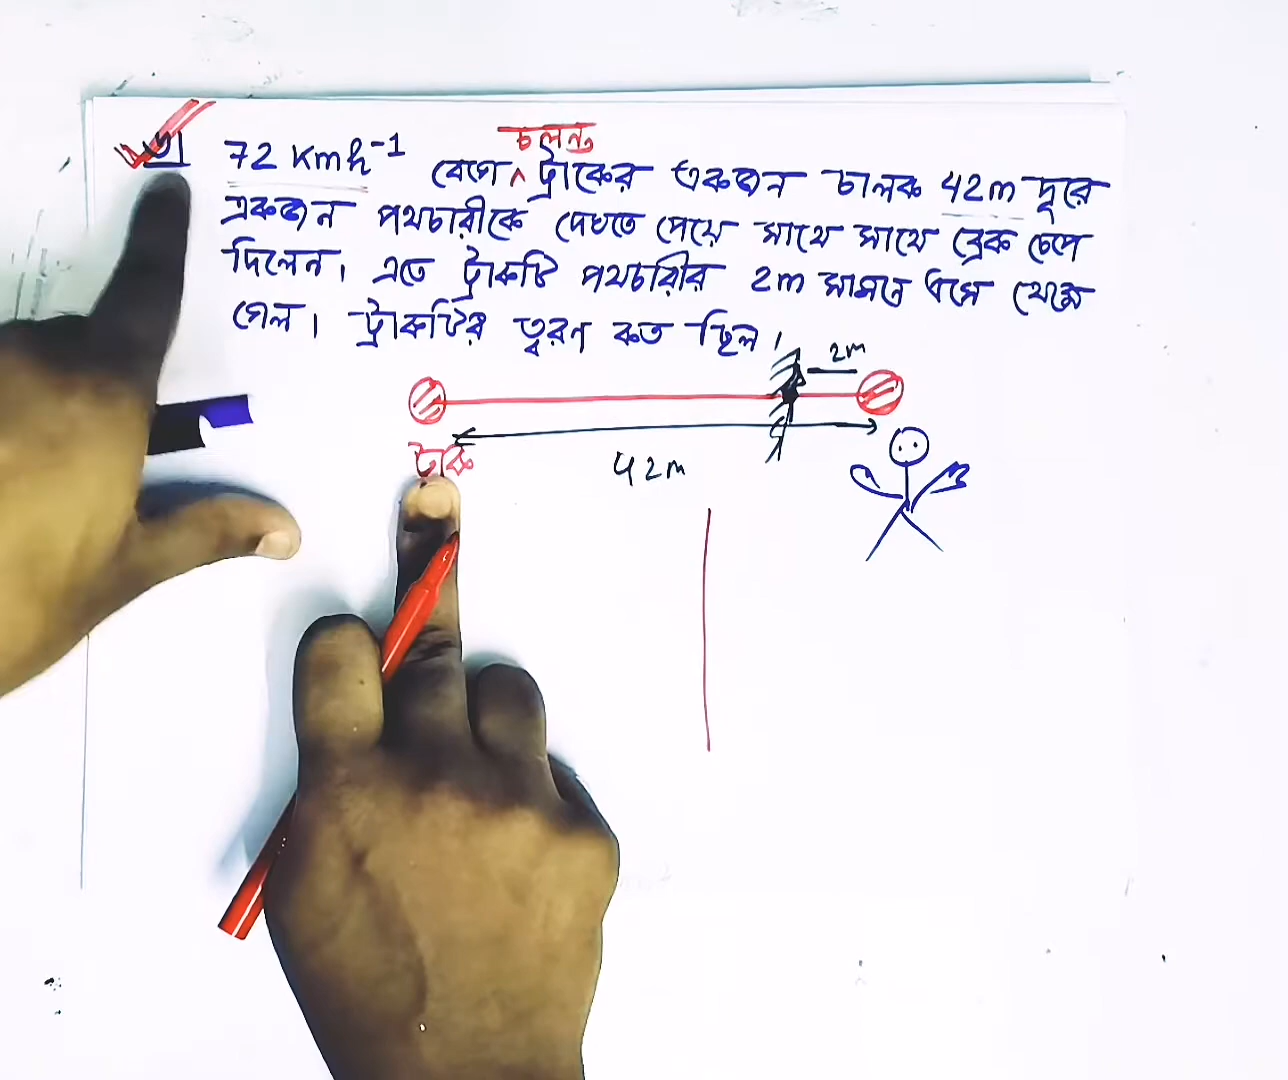 ৩। 72 Kmh⁻¹ বেগে ^ চলন্ত ট্রাকের একজন চালক 42m দূরে
একজন পথচারীকে দেখতে পেয়ে সাথে সাথে ব্রেক চেপে
দিলেন। এতে ট্রাকটি পথচারীর 2m সামনে এসে থেমে
গেল। ট্রাকটির ত্বরণ কত ছিল।
2m
ট্রাক
42m